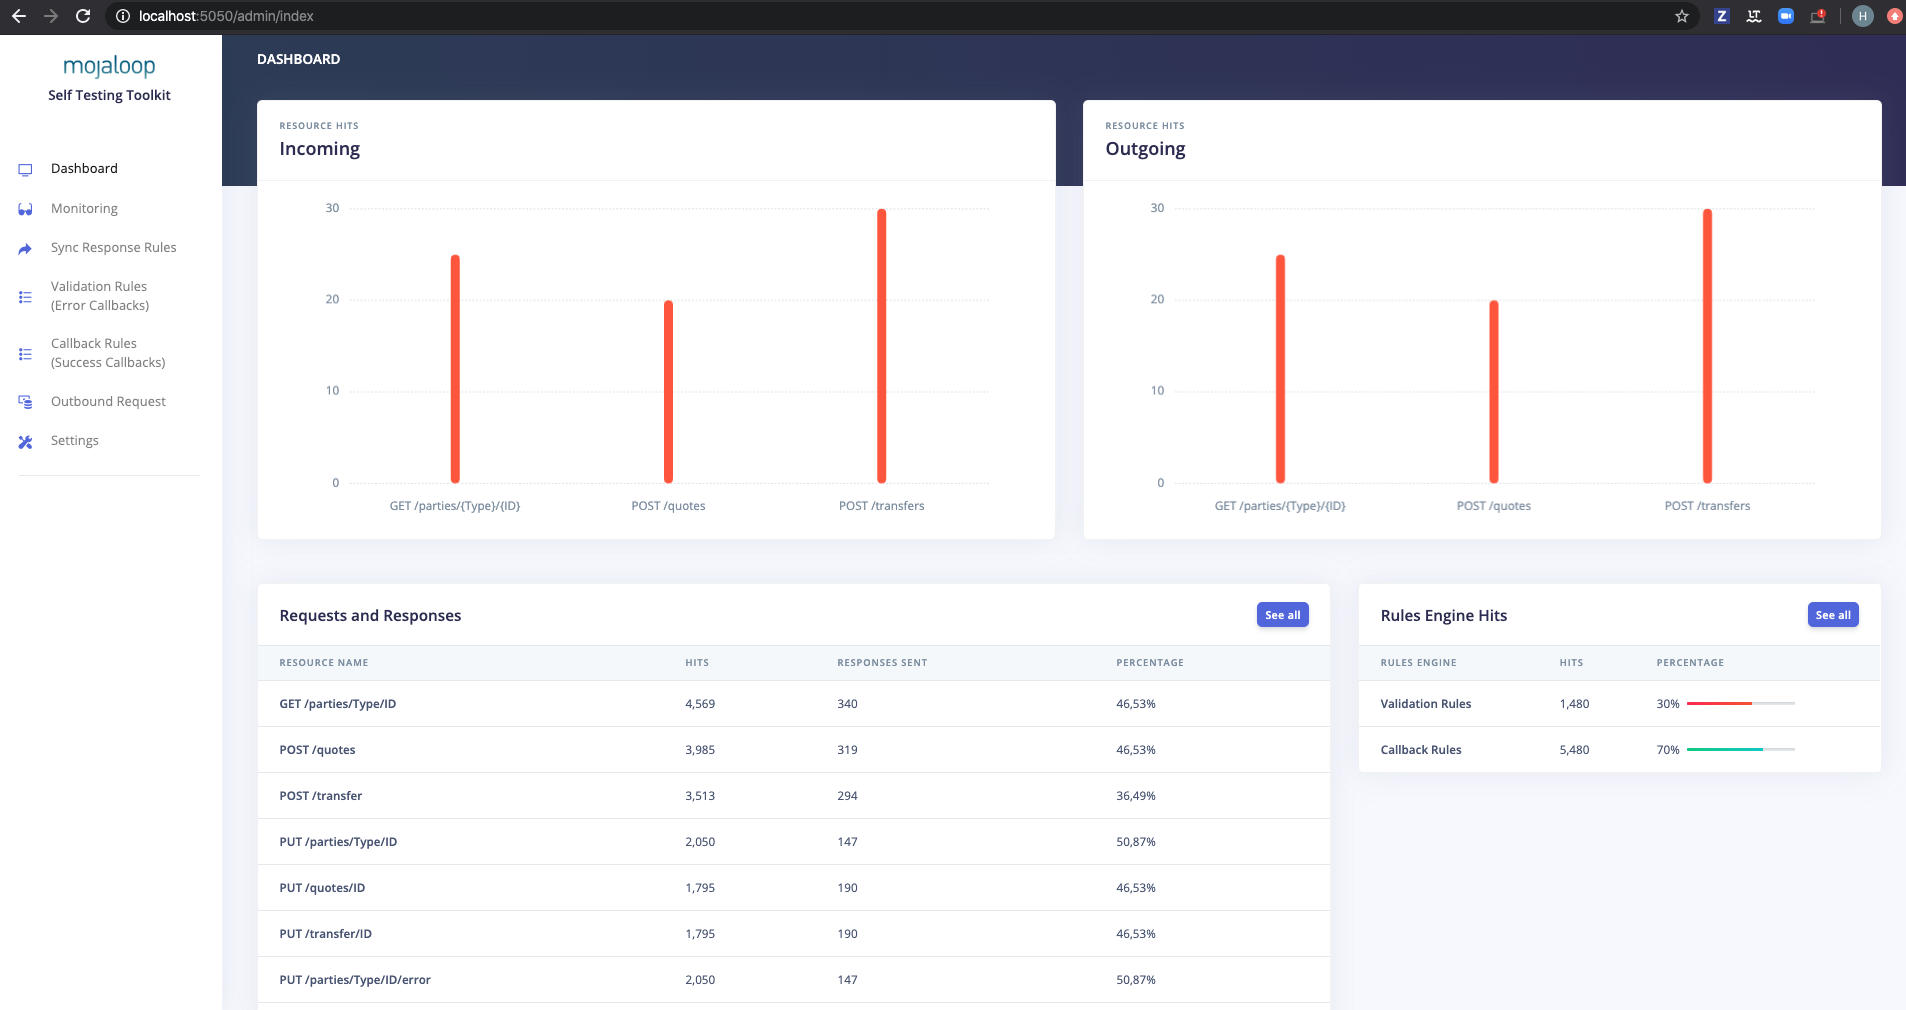 localhost:5050/admin/index
Z
H
mojaloop
Self Testing Toolkit
Dashboard
Monitoring
Sync Response Rules
Validation Rules
(Error Callbacks)
Callback Rules
(Success Callbacks)
Outbound Request
Settings
DASHBOARD
RESOURCE HITS
Incoming
30
20
10
0
GET /parties/{Type}/{ID}
POST /quotes
POST /transfers
RESOURCE HITS
Outgoing
30
20
10
0
GET /parties/{Type}/{ID}
POST /quotes
POST /transfers
Requests and Responses
See all
RESOURCE NAME HITS RESPONSES SENT PERCENTAGE
GET /parties/Type/ID 4,569 340 46,53%
POST /quotes 3,985 319 46,53%
POST /transfer 3,513 294 36,49%
PUT /parties/Type/ID 2,050 147 50,87%
PUT /quotes/ID 1,795 190 46,53%
PUT /transfer/ID 1,795 190 46,53%
PUT /parties/Type/ID/error 2,050 147 50,87%
Rules Engine Hits
See all
RULES ENGINE HITS PERCENTAGE
Validation Rules 1,480 30%
Callback Rules 5,480 70%